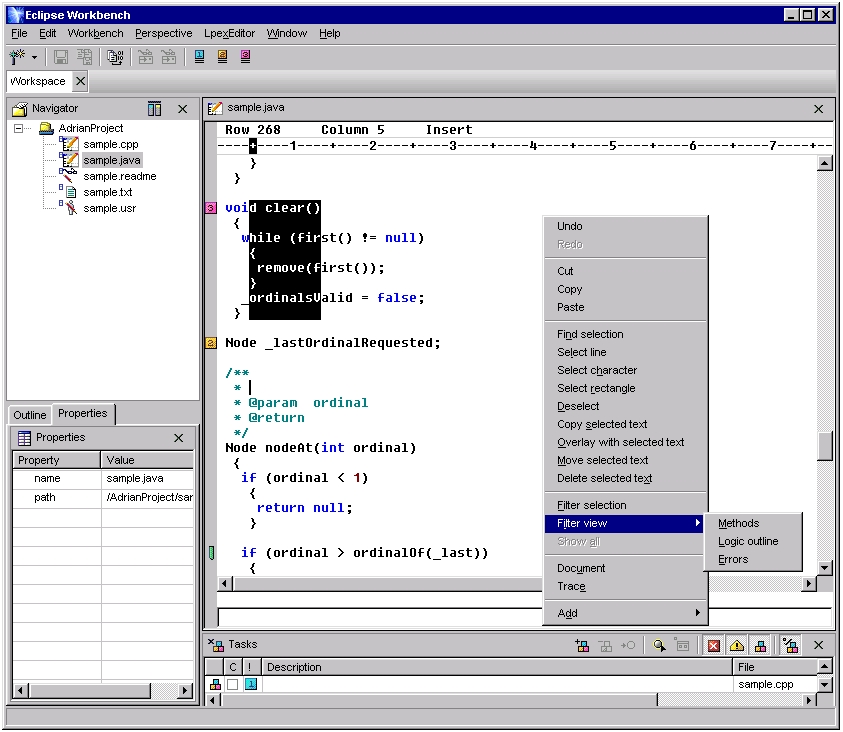 Eclipse Workbench
File Edit Workbench Perspective LpexEditor Window Help
1 2 3
Workspace
Navigator
AdrianProject
sample.cpp
sample.java
sample.readme
sample.txt
sample.usr
Outline Properties
Properties
Property Value
name sample.java
path /AdrianProject/sar
sample.java
Row 268 Column 5 Insert
----+----1----+----2----+----3----+----4----+----5----+----6----+----7----+--
}
}
3 void clear()
{
while (first() != null)
{
remove(first());
}
_ordinalsValid = false;
}
2 Node _lastOrdinalRequested;
/**
* 
* @param ordinal
* @return
*/
Node nodeAt(int ordinal)
{
if (ordinal < 1)
{
return null;
}
if (ordinal > ordinalOf(_last))
{
Undo
Redo
Cut
Copy
Paste
Find selection
Select line
Select character
Select rectangle
Deselect
Copy selected text
Overlay with selected text
Move selected text
Delete selected text
Filter selection
Filter view
Show all
Document
Trace
Add
Methods
Logic outline
Errors
Tasks
C ! Description File
1 sample.cpp